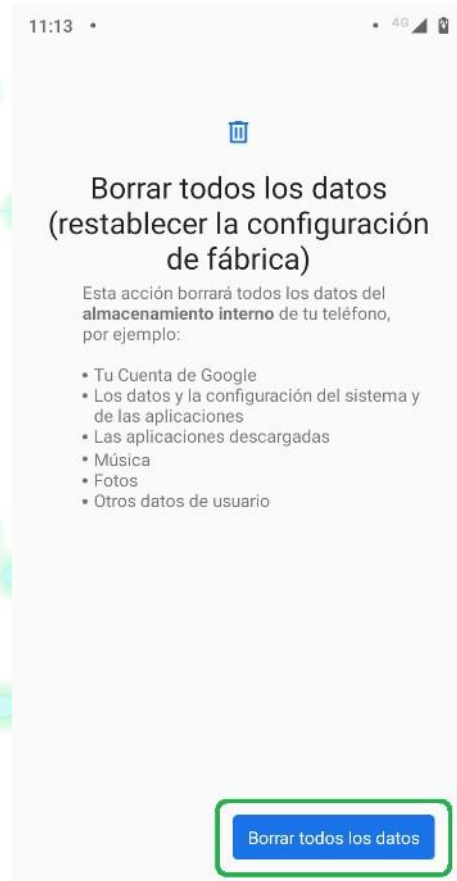 11:13
4G
Borrar todos los datos
(restablecer la configuración
de fábrica)
Esta acción borrará todos los datos del
almacenamiento interno de tu teléfono,
por ejemplo:
• Tu Cuenta de Google
• Los datos y la configuración del sistema y
de las aplicaciones
• Las aplicaciones descargadas
• Música
• Fotos
• Otros datos de usuario
Borrar todos los datos